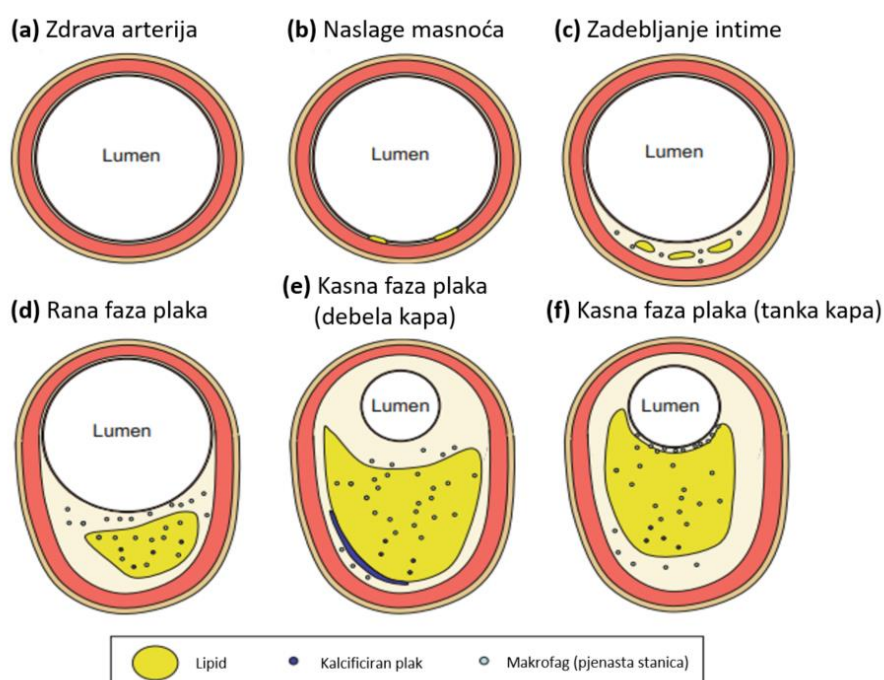 (a) Zdrava arterija
(b) Naslage masnoća
(c) Zadebljanje intime
Lumen
Lumen
Lumen
(d) Rana faza plaka
(e) Kasna faza plaka
(debela kapa)
(f) Kasna faza plaka (tanka kapa)
Lumen
Lumen
Lumen
Lipid
Kalcificiran plak
Makrofag (pjenasta stanica)